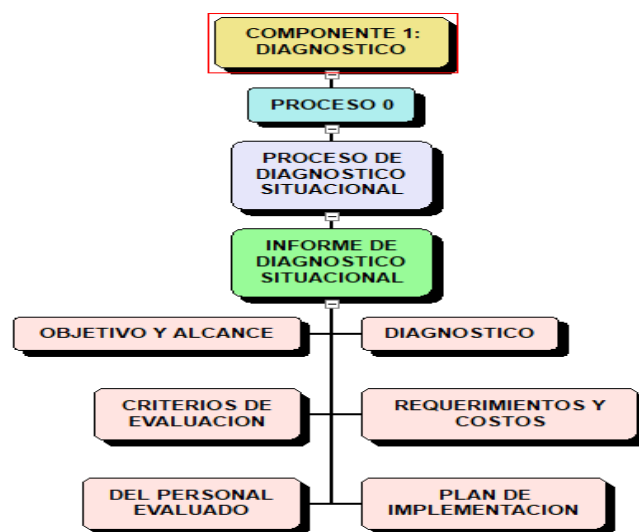 COMPONENTE 1:
DIAGNOSTICO
PROCESO 0
PROCESO DE
DIAGNOSTICO
SITUACIONAL
INFORME DE
DIAGNOSTICO
SITUACIONAL
OBJETIVO Y ALCANCE
DIAGNOSTICO
CRITERIOS DE
EVALUACION
REQUERIMIENTOS Y
COSTOS
DEL PERSONAL
EVALUADO
PLAN DE
IMPLEMENTACION